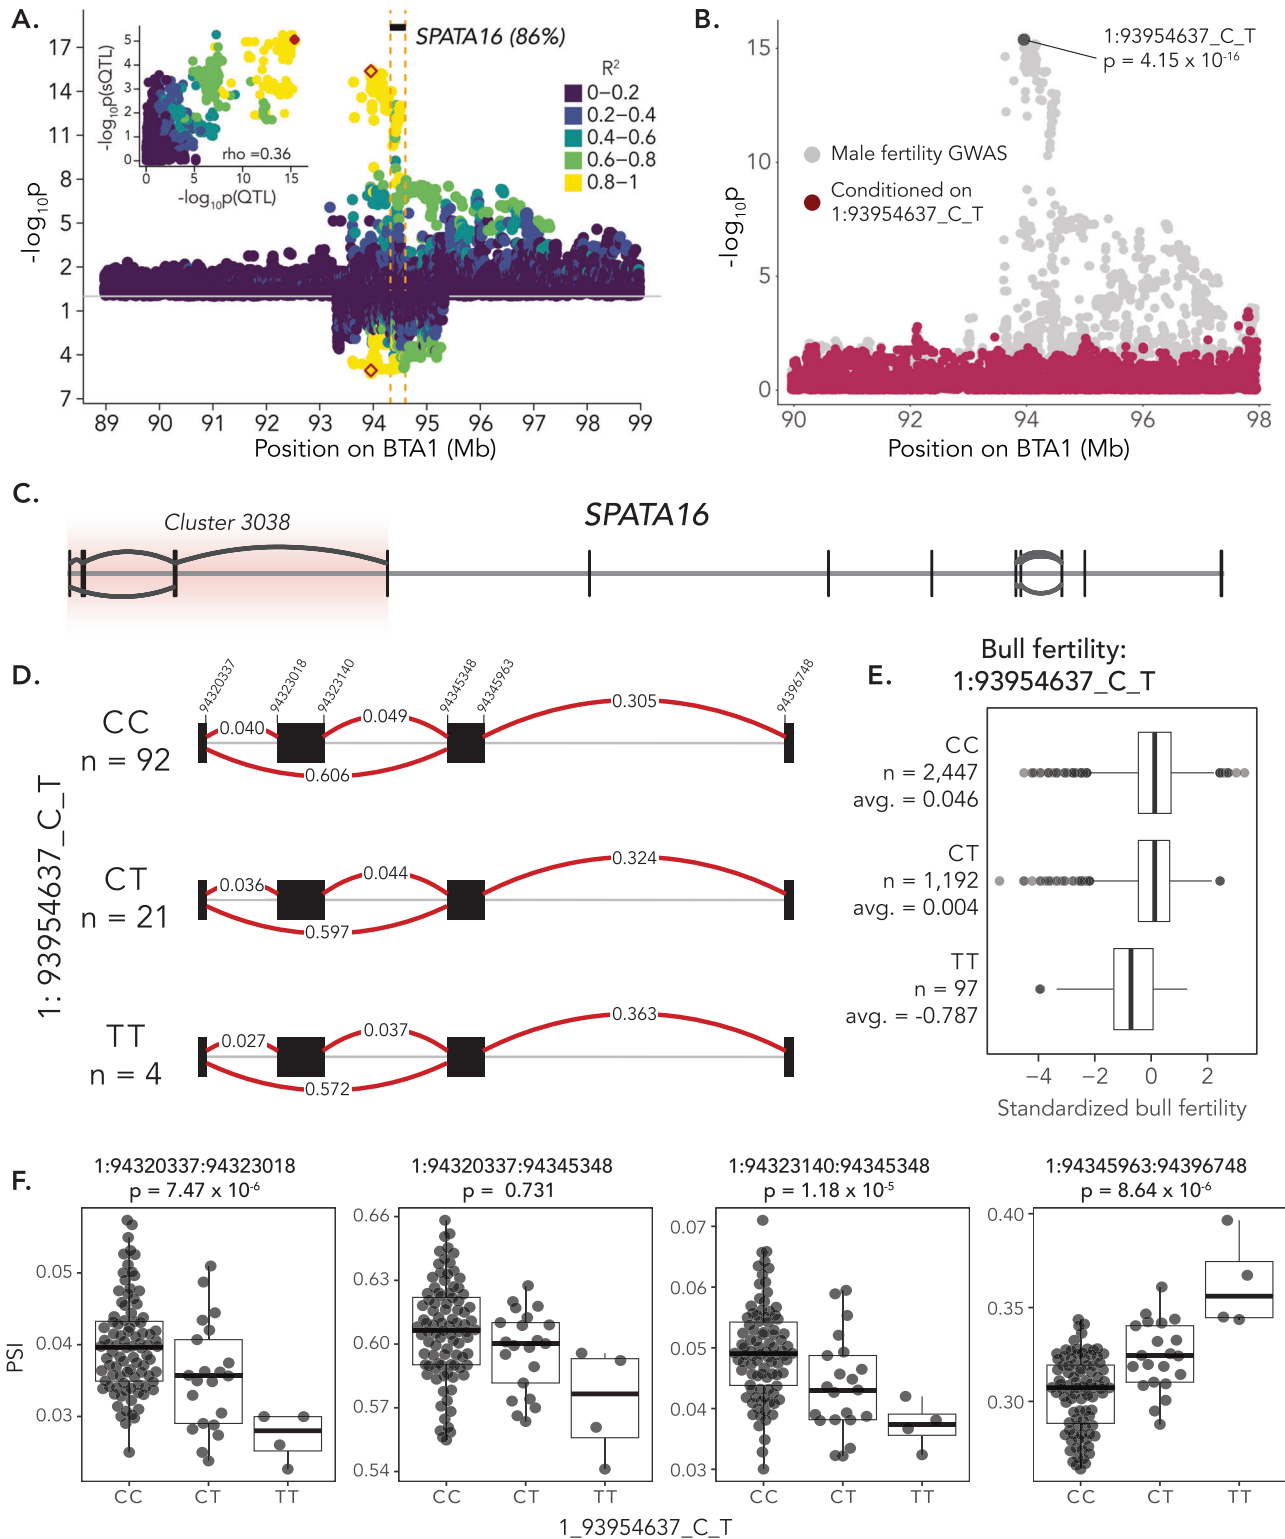 A.
SPATA16 (86%)
R²
0–0.2
0.2–0.4
0.4–0.6
0.6–0.8
0.8–1
-log₁₀p(sQTL)
5
4
3
2
1
0
rho =0.36
0 5 10 15
-log₁₀p(QTL)
-log₁₀p
17
14
11
8
5
2
1
4
7
89 90 91 92 93 94 95 96 97 98 99
Position on BTA1 (Mb)
B.
1:93954637_C_T
p = 4.15 x 10⁻¹⁶
Male fertility GWAS
Conditioned on
1:93954637_C_T
-log₁₀p
15
10
5
0
90 92 94 96 98
Position on BTA1 (Mb)
C.
Cluster 3038
SPATA16
D.
94320337
94323018
94323140
94345348
94345963
94396748
1: 93954637_C_T
CC
n = 92
0.040
0.049
0.305
0.606
CT
n = 21
0.036
0.044
0.324
0.597
TT
n = 4
0.027
0.037
0.363
0.572
E.
Bull fertility:
1:93954637_C_T
CC
n = 2,447
avg. = 0.046
CT
n = 1,192
avg. = 0.004
TT
n = 97
avg. = -0.787
−4 −2 0 2
Standardized bull fertility
F.
1:94320337:94323018
p = 7.47 x 10⁻⁶
PSI
0.05
0.04
0.03
CC CT TT
1:94320337:94345348
p = 0.731
0.66
0.63
0.60
0.57
0.54
CC CT TT
1:94323140:94345348
p = 1.18 x 10⁻⁵
0.07
0.06
0.05
0.04
0.03
CC CT TT
1:94345963:94396748
p = 8.64 x 10⁻⁶
0.40
0.35
0.30
CC CT TT
1_93954637_C_T